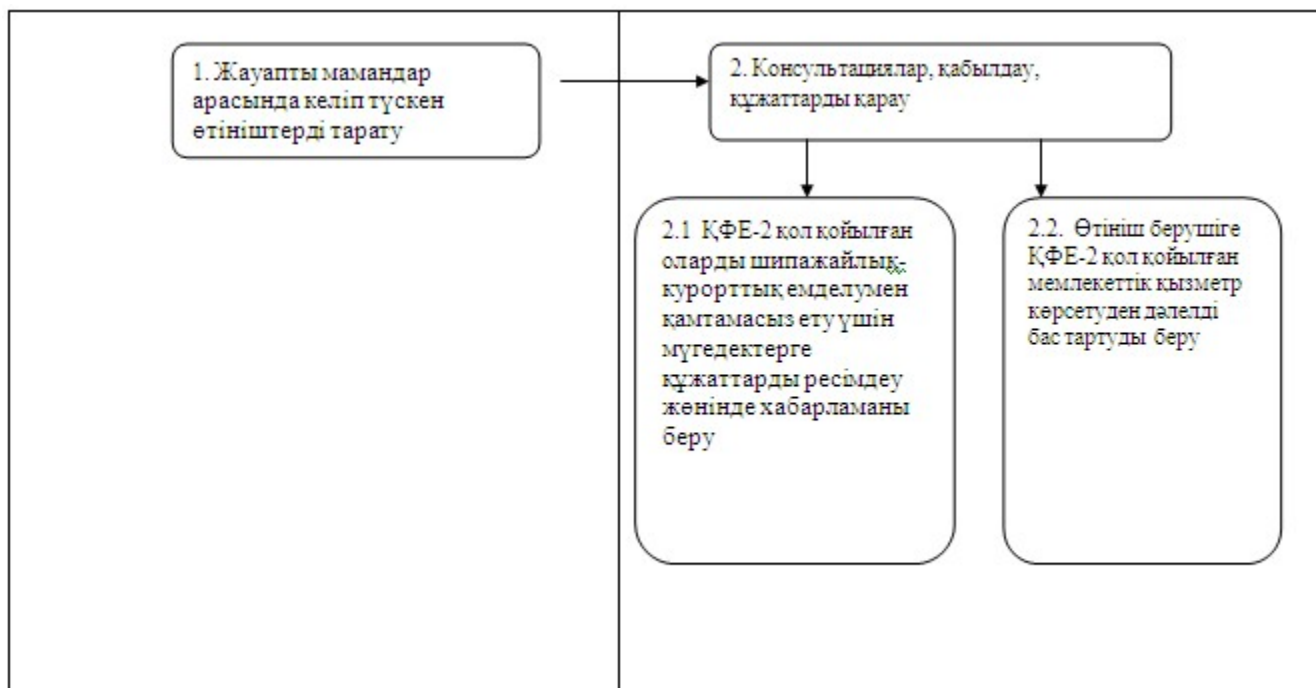 1. Жауапты мамандар
арасында келіп түскен
өтініштерді тарату
2. Консультациялар, қабылдау,
құжаттарды қарау
2.1 ҚФЕ-2 қол қойылған
оларды шипажайлық-
курорттық емделумен
қамтамасыз ету үшін
мүгедектерге
құжаттарды ресімдеу
жөнінде хабарламаны
беру
2.2. Өтініш берушіге
ҚФЕ-2 қол қойылған
мемлекеттік қызметр
көрсетуден дәлелді
бас тартуды беру